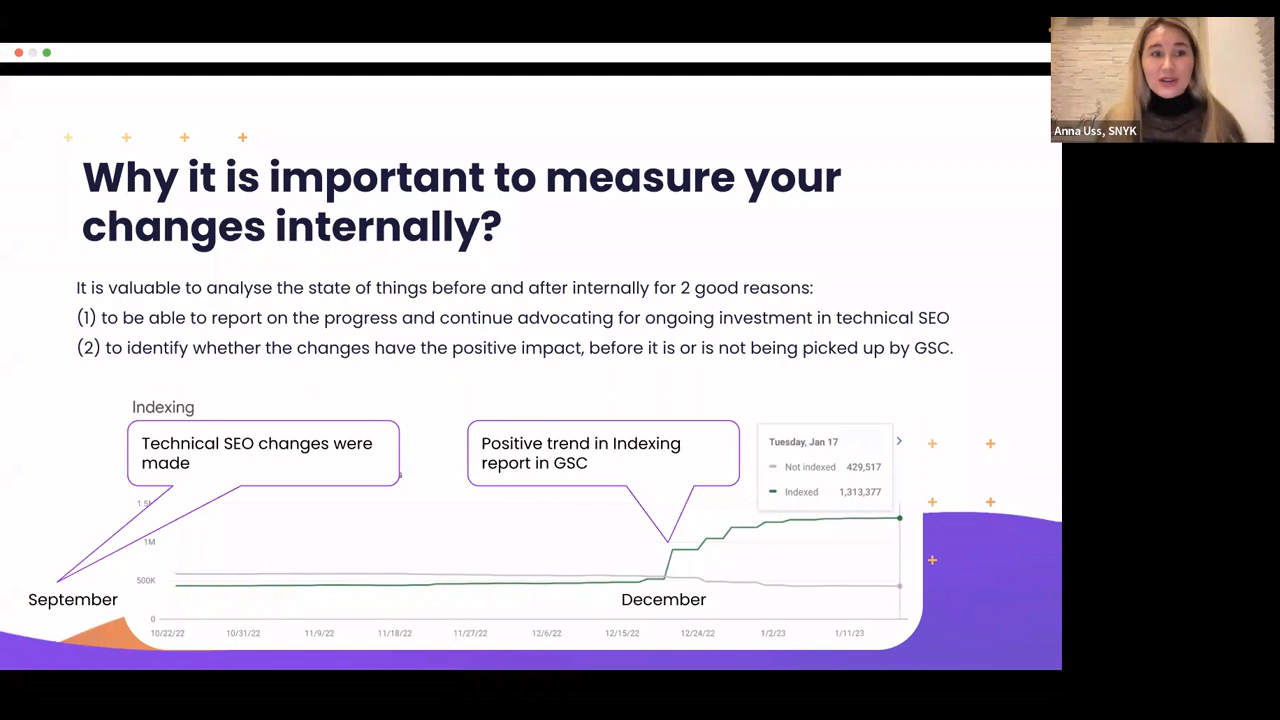 Anna Uss, SNYK
Why it is important to measure your
changes internally?
It is valuable to analyse the state of things before and after internally for 2 good reasons:
(1) to be able to report on the progress and continue advocating for ongoing investment in technical SEO
(2) to identify whether the changes have the positive impact, before it is or is not being picked up by GSC.
Indexing
Technical SEO changes were
made
Positive trend in Indexing
report in GSC
Tuesday, Jan 17
Not indexed 429,517
Indexed 1,313,377
1M
500K
0
September
December
10/22/22 10/31/22 11/9/22 11/18/22 11/27/22 12/6/22 12/15/22 12/24/22 1/2/23 1/11/23